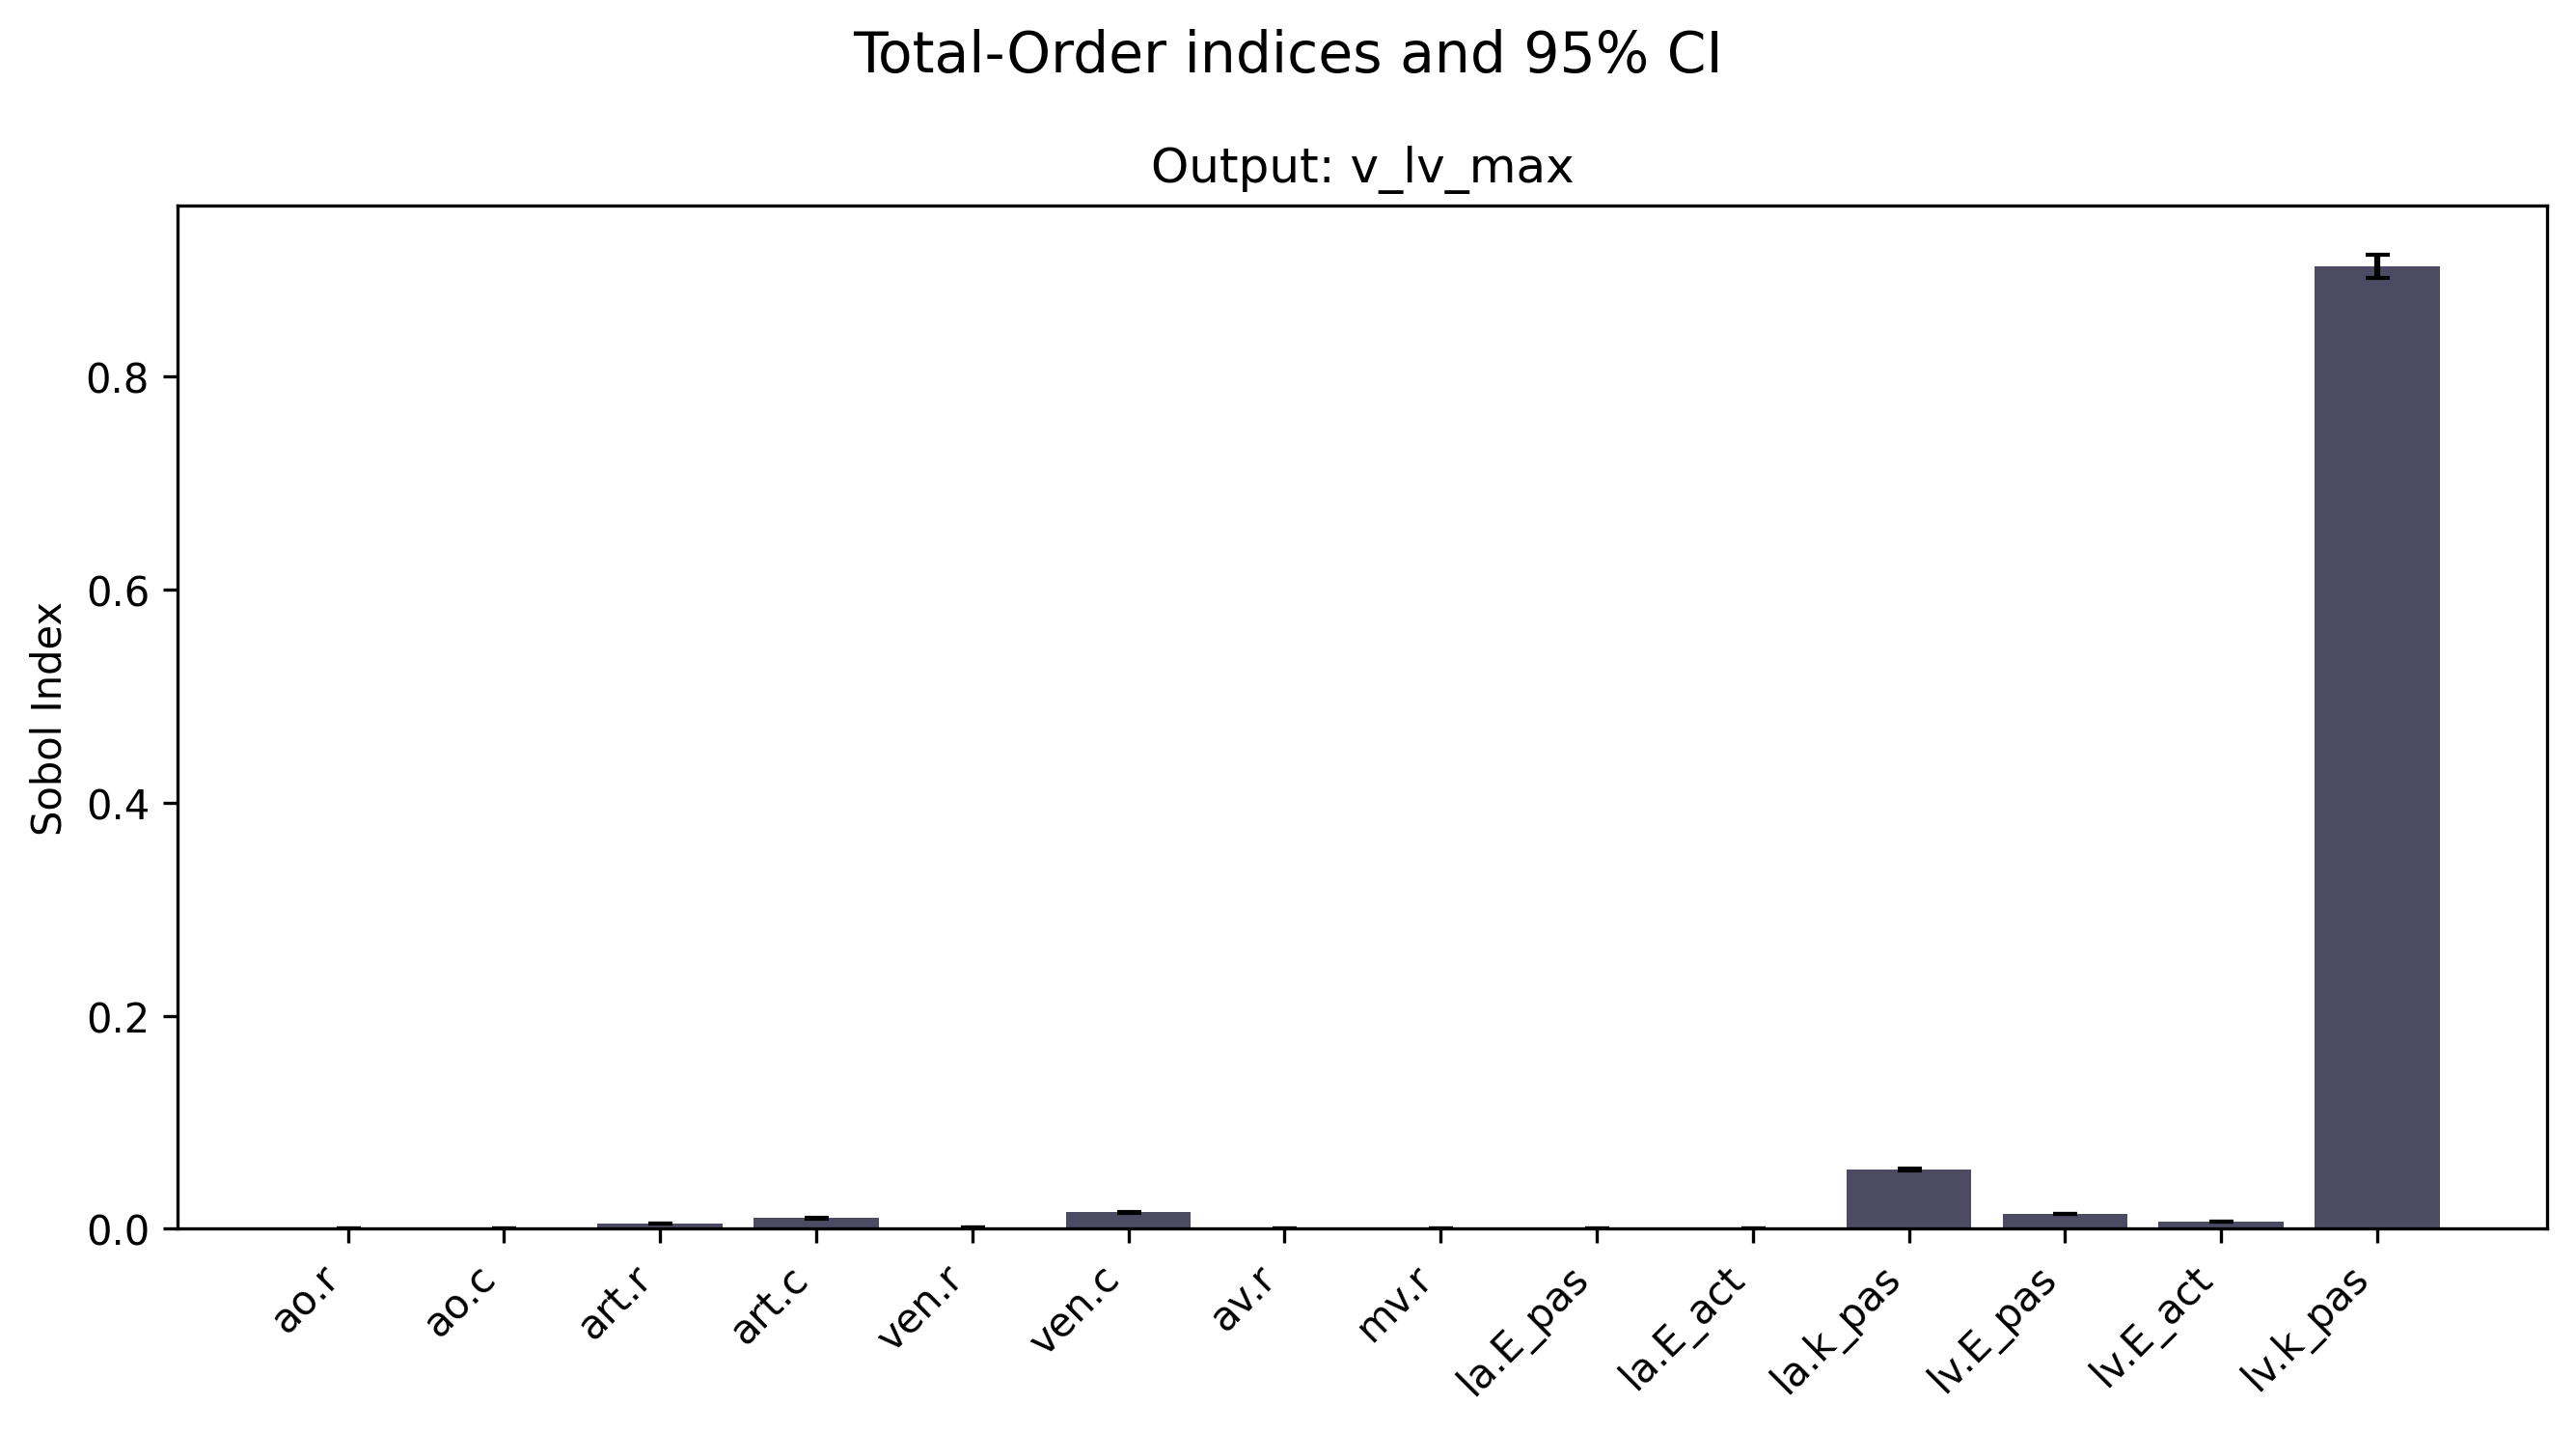 Total-Order indices and 95% CI
Output: v_lv_max
Sobol Index
0.8
0.6
0.4
0.2
0.0
ao.r
ao.c
art.r
art.c
ven.r
ven.c
av.r
mv.r
la.E_pas
la.E_act
la.k_pas
lv.E_pas
lv.E_act
lv.k_pas